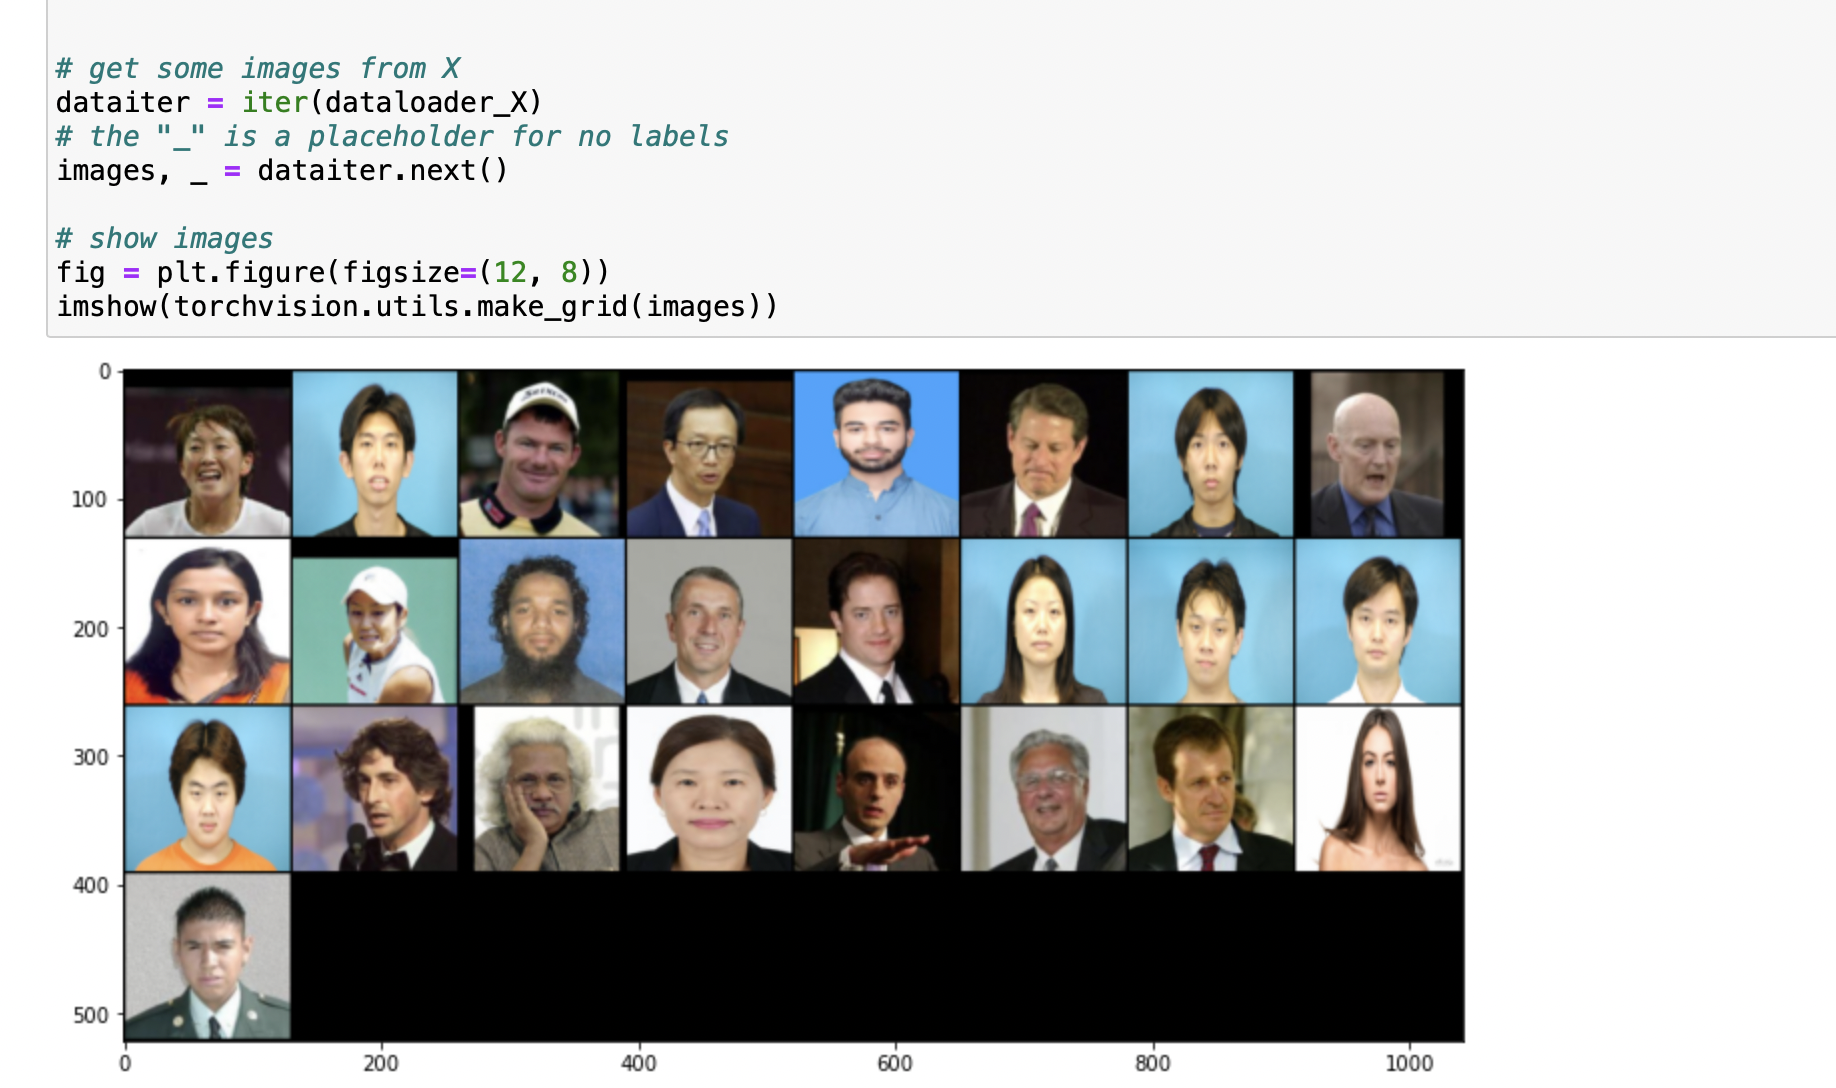 # get some images from X
dataiter = iter(dataloader_X)
# the "_" is a placeholder for no labels
images, _ = dataiter.next()
# show images
fig = plt.figure(figsize=(12, 8))
imshow(torchvision.utils.make_grid(images))
0
100
200
300
400
500
0 200 400 600 800 1000